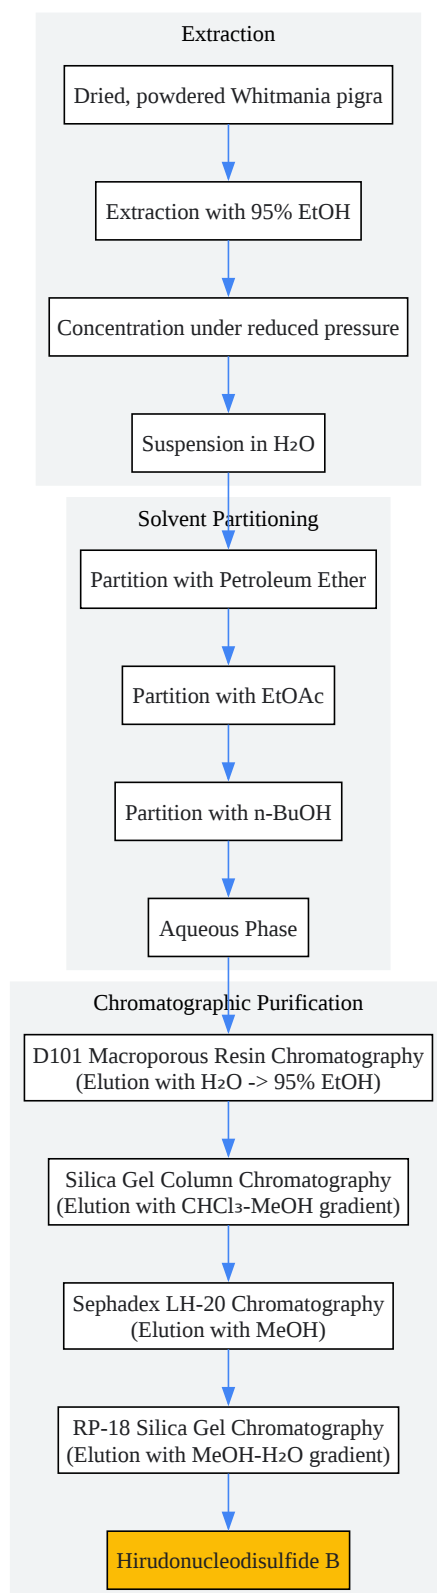 Extraction
Dried, powdered Whitmania pigra
Extraction with 95% EtOH
Concentration under reduced pressure
Suspension in H₂O
Solvent Partitioning
Partition with Petroleum Ether
Partition with EtOAc
Partition with n-BuOH
Aqueous Phase
Chromatographic Purification
D101 Macroporous Resin Chromatography
(Elution with H₂O -> 95% EtOH)
Silica Gel Column Chromatography
(Elution with CHCl₃-MeOH gradient)
Sephadex LH-20 Chromatography
(Elution with MeOH)
RP-18 Silica Gel Chromatography
(Elution with MeOH-H₂O gradient)
Hirudonucleodisulfide B